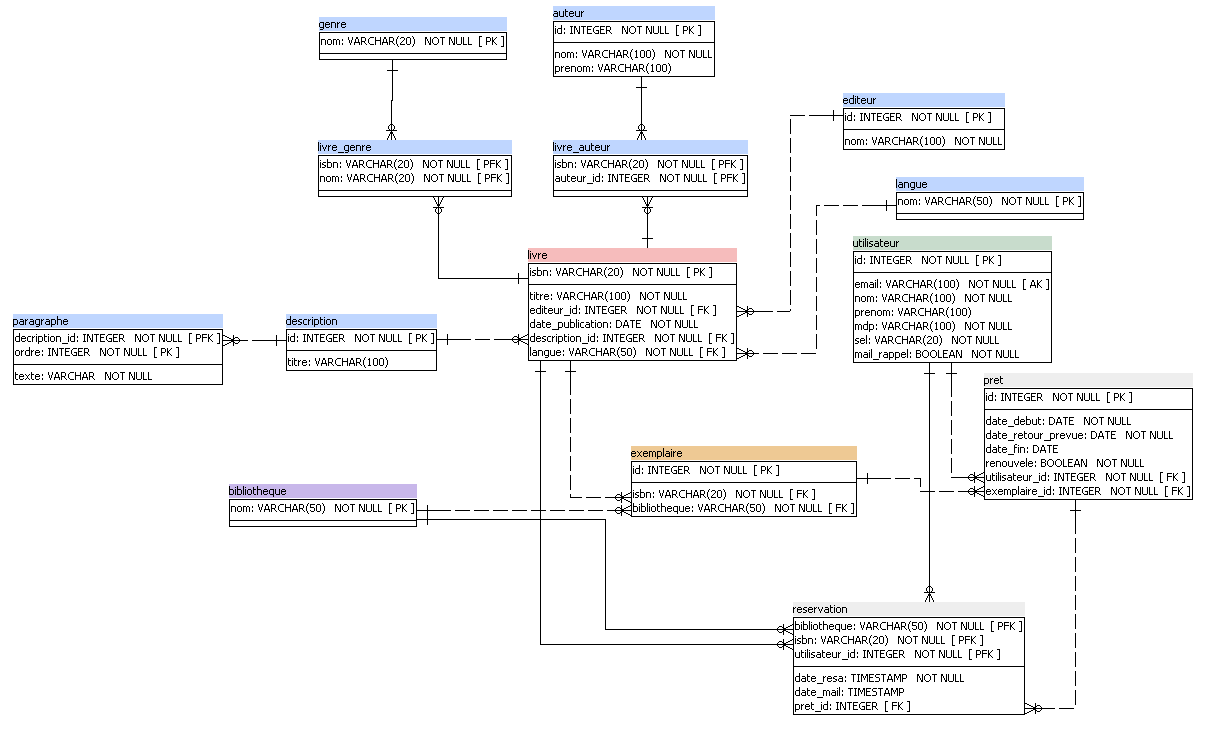 genre
nom: VARCHAR(20) NOT NULL [ PK ]
auteur
id: INTEGER NOT NULL [ PK ]
nom: VARCHAR(100) NOT NULL
prenom: VARCHAR(100)
editeur
id: INTEGER NOT NULL [ PK ]
nom: VARCHAR(100) NOT NULL
livre_genre
isbn: VARCHAR(20) NOT NULL [ PFK ]
nom: VARCHAR(20) NOT NULL [ PFK ]
livre_auteur
isbn: VARCHAR(20) NOT NULL [ PFK ]
auteur_id: INTEGER NOT NULL [ PFK ]
langue
nom: VARCHAR(50) NOT NULL [ PK ]
livre
isbn: VARCHAR(20) NOT NULL [ PK ]
titre: VARCHAR(100) NOT NULL
editeur_id: INTEGER NOT NULL [ FK ]
date_publication: DATE NOT NULL
description_id: INTEGER NOT NULL [ FK ]
langue: VARCHAR(50) NOT NULL [ FK ]
utilisateur
id: INTEGER NOT NULL [ PK ]
email: VARCHAR(100) NOT NULL [ AK ]
nom: VARCHAR(100) NOT NULL
prenom: VARCHAR(100)
mdp: VARCHAR(100) NOT NULL
sel: VARCHAR(20) NOT NULL
mail_rappel: BOOLEAN NOT NULL
paragraphe
decription_id: INTEGER NOT NULL [ PFK ]
ordre: INTEGER NOT NULL [ PK ]
texte: VARCHAR NOT NULL
description
id: INTEGER NOT NULL [ PK ]
titre: VARCHAR(100)
pret
id: INTEGER NOT NULL [ PK ]
date_debut: DATE NOT NULL
date_retour_prevue: DATE NOT NULL
date_fin: DATE
renouvele: BOOLEAN NOT NULL
utilisateur_id: INTEGER NOT NULL [ FK ]
exemplaire_id: INTEGER NOT NULL [ FK ]
exemplaire
id: INTEGER NOT NULL [ PK ]
isbn: VARCHAR(20) NOT NULL [ FK ]
bibliotheque: VARCHAR(50) NOT NULL [ FK ]
bibliotheque
nom: VARCHAR(50) NOT NULL [ PK ]
reservation
bibliotheque: VARCHAR(50) NOT NULL [ PFK ]
isbn: VARCHAR(20) NOT NULL [ PFK ]
utilisateur_id: INTEGER NOT NULL [ PFK ]
date_resa: TIMESTAMP NOT NULL
date_mail: TIMESTAMP
pret_id: INTEGER [ FK ]